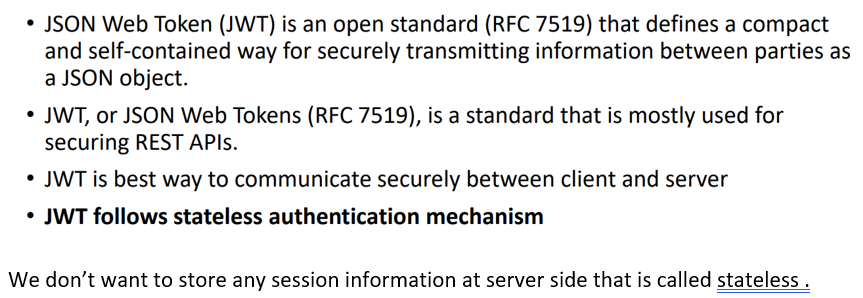 • JSON Web Token (JWT) is an open standard (RFC 7519) that defines a compact
and self-contained way for securely transmitting information between parties as
a JSON object.
• JWT, or JSON Web Tokens (RFC 7519), is a standard that is mostly used for
securing REST APIs.
• JWT is best way to communicate securely between client and server
• JWT follows stateless authentication mechanism
We don’t want to store any session information at server side that is called stateless .